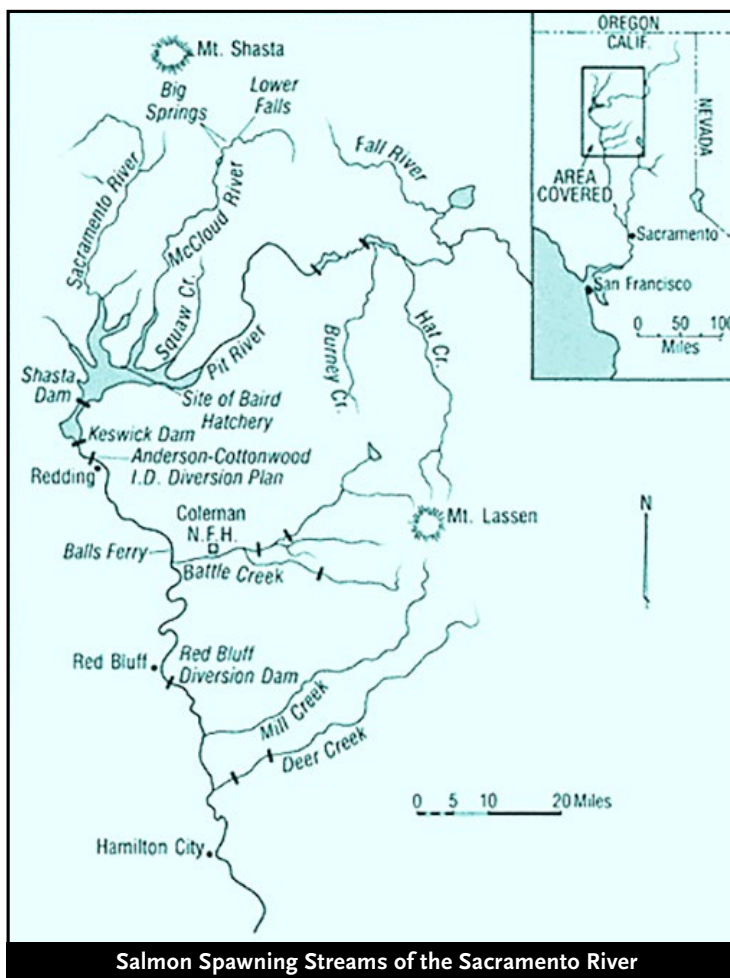 Mt. Shasta
Big
Springs
Lower
Falls
Sacramento River
McCloud River
Squaw Cr.
Pit River
Fall River
Burney Cr.
Hat Cr.
Shasta
Dam
Site of Baird
Hatchery
Keswick Dam
Anderson-Cottonwood
I.D. Diversion Plan
Redding
Coleman
N.F.H.
Mt. Lassen
Balls Ferry
Battle Creek
Red Bluff
Red Bluff
Diversion Dam
Mill Creek
Deer Creek
Hamilton City
N
0 5 10 20 Miles
OREGON
CALIF.
NEVADA
AREA
COVERED
Sacramento
San Francisco
0 50 100
Miles
Salmon Spawning Streams of the Sacramento River